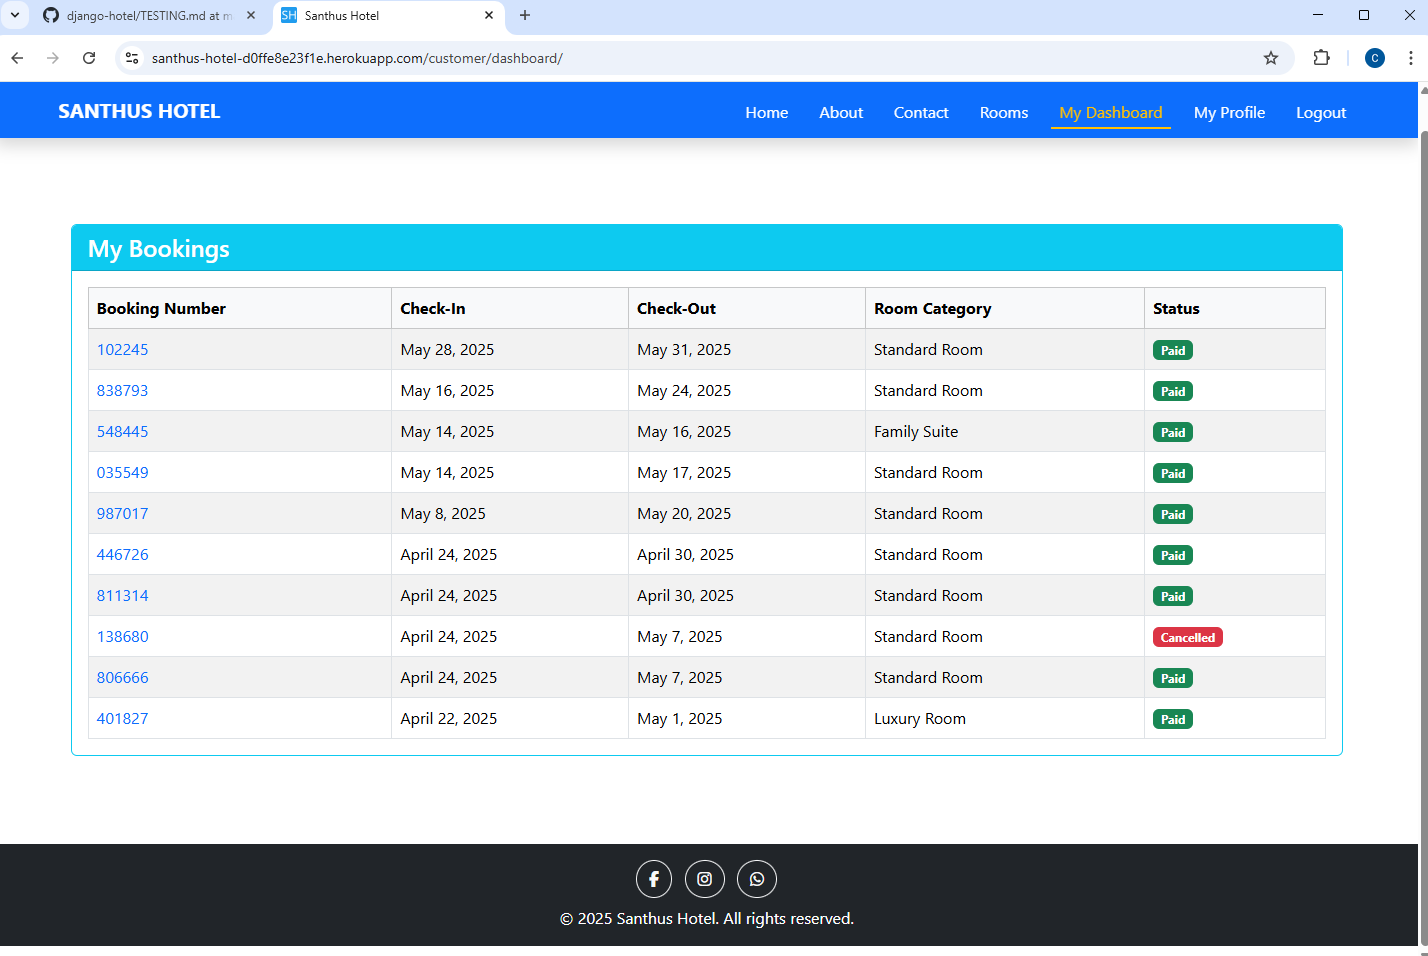 django-hotel/TESTING.md at m
SH Santhus Hotel
santhus-hotel-d0ffe8e23f1e.herokuapp.com/customer/dashboard/
C
SANTHUS HOTEL Home About Contact Rooms My Dashboard My Profile Logout
My Bookings
Booking Number Check-In Check-Out Room Category Status
102245 May 28, 2025 May 31, 2025 Standard Room Paid
838793 May 16, 2025 May 24, 2025 Standard Room Paid
548445 May 14, 2025 May 16, 2025 Family Suite Paid
035549 May 14, 2025 May 17, 2025 Standard Room Paid
987017 May 8, 2025 May 20, 2025 Standard Room Paid
446726 April 24, 2025 April 30, 2025 Standard Room Paid
811314 April 24, 2025 April 30, 2025 Standard Room Paid
138680 April 24, 2025 May 7, 2025 Standard Room Cancelled
806666 April 24, 2025 May 7, 2025 Standard Room Paid
401827 April 22, 2025 May 1, 2025 Luxury Room Paid
© 2025 Santhus Hotel. All rights reserved.